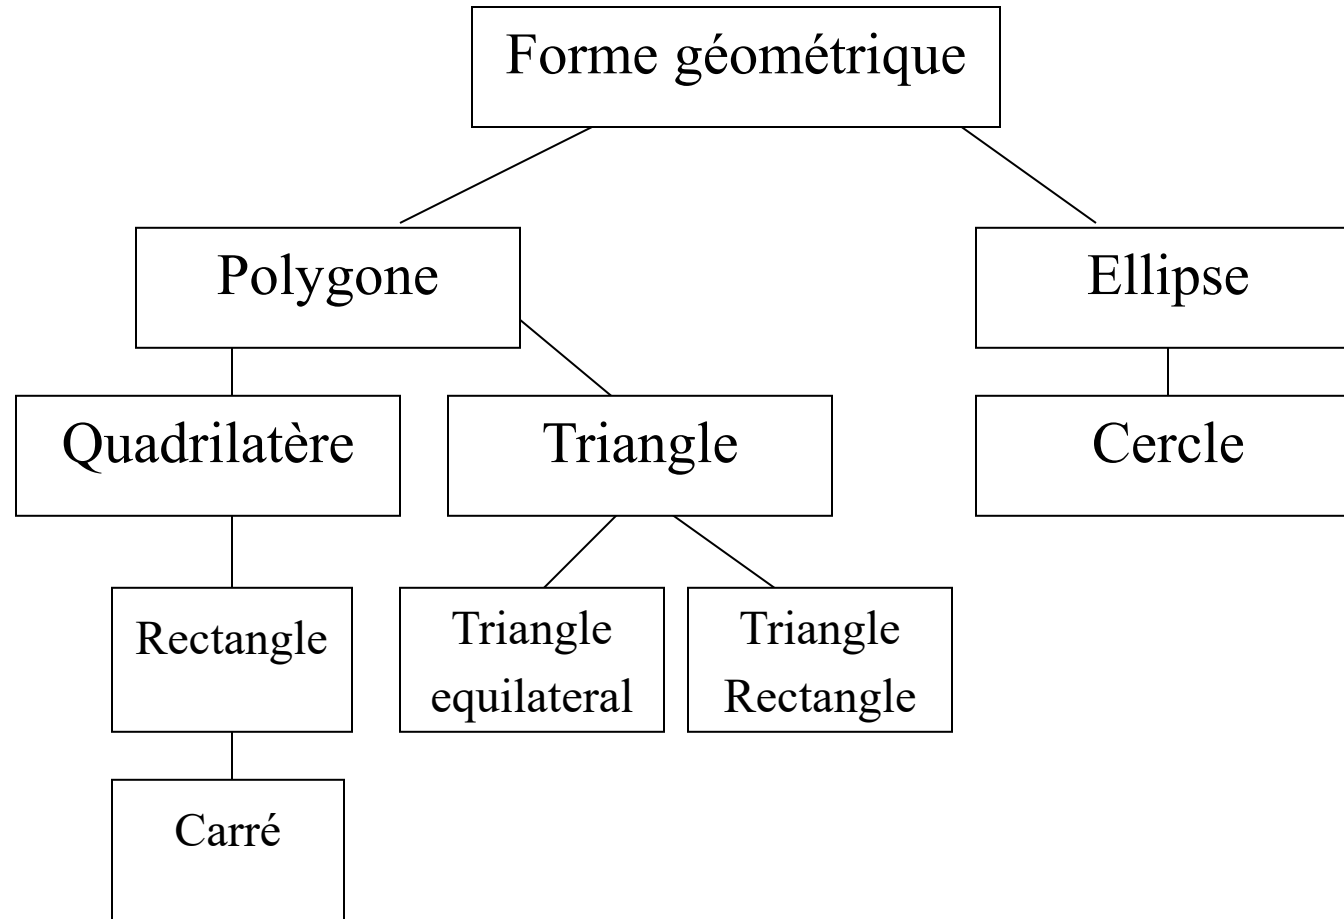 Forme géométrique
Polygone
Ellipse
Quadrilatère
Triangle
Cercle
Rectangle
Triangle
equilateral
Triangle
Rectangle
Carré